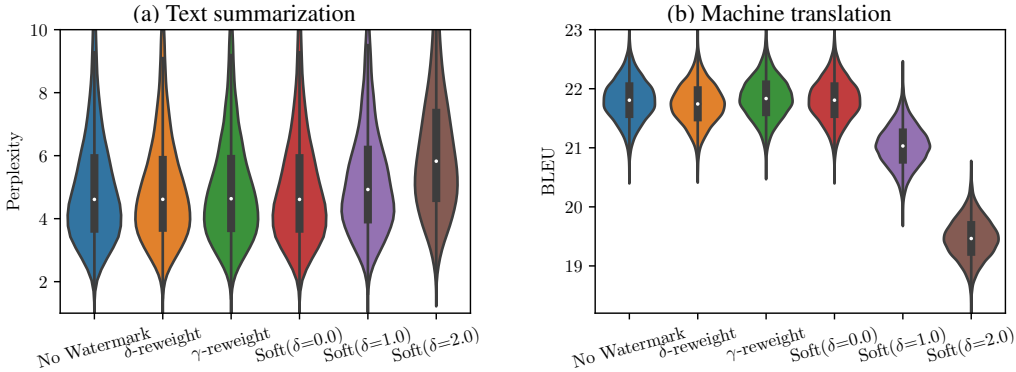 (a) Text summarization
10
8
6
4
2
Perplexity
No Watermark
δ-reweight
γ-reweight
Soft(δ=0.0)
Soft(δ=1.0)
Soft(δ=2.0)
(b) Machine translation
23
22
21
20
19
BLEU
No Watermark
δ-reweight
γ-reweight
Soft(δ=0.0)
Soft(δ=1.0)
Soft(δ=2.0)